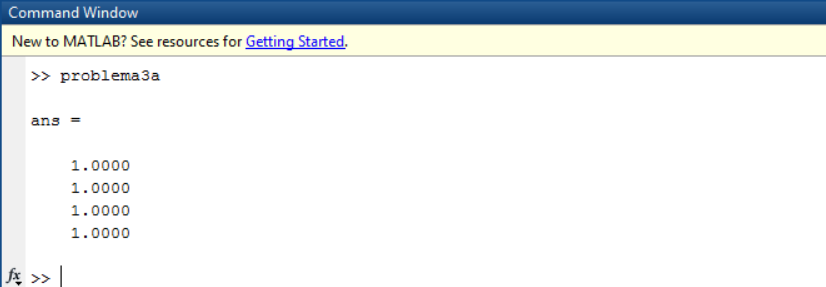 Command Window
New to MATLAB? See resources for Getting Started.
>> problema3a
ans =
1.0000
1.0000
1.0000
1.0000
fx >>